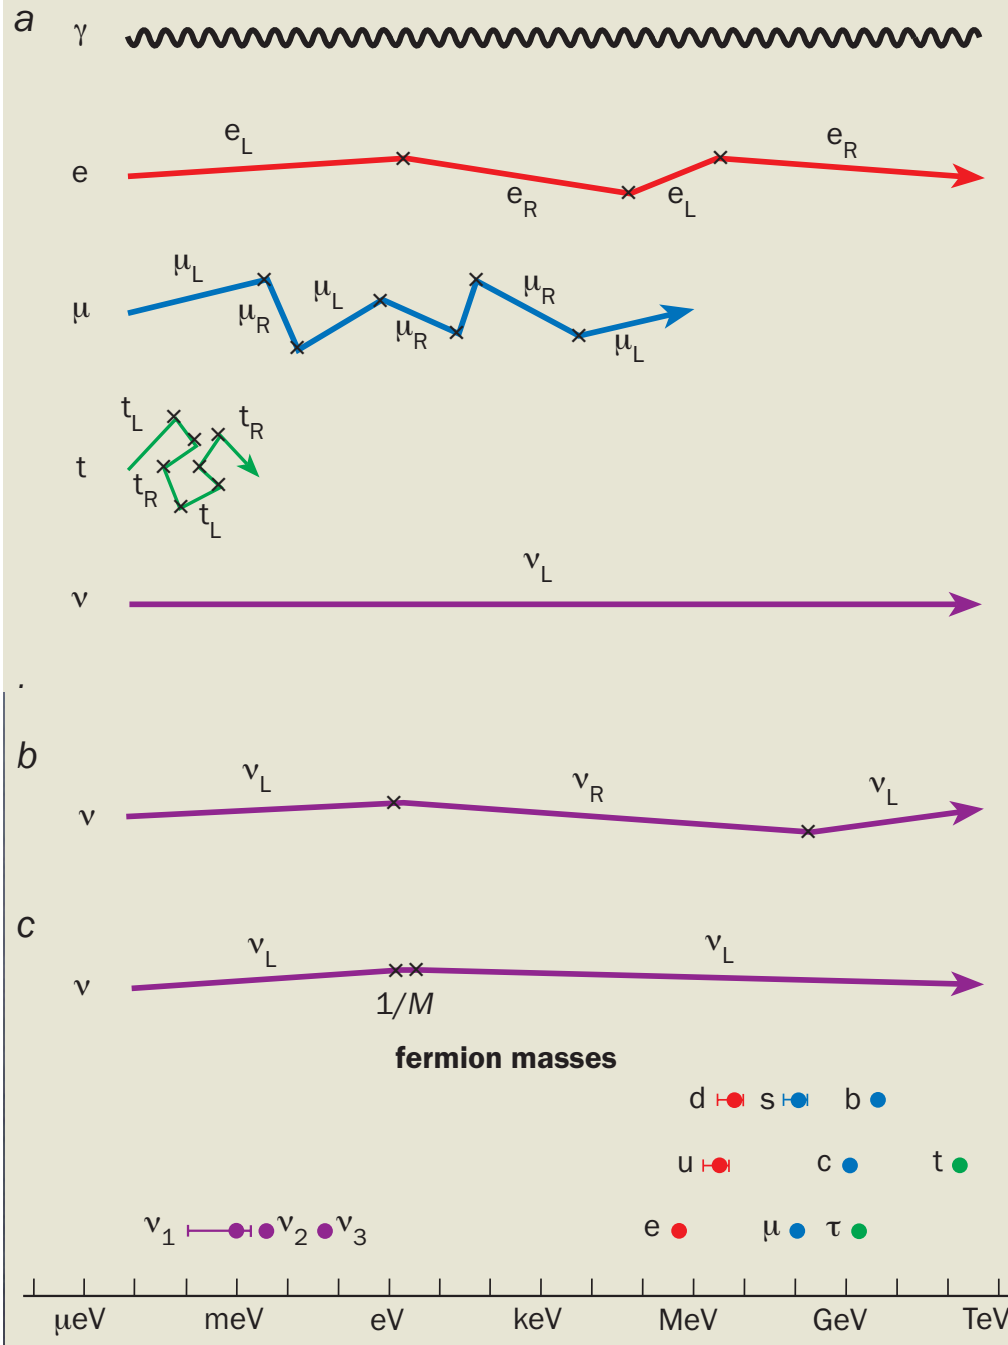 a
γ
e_L
e_R
e
e_R
e_L
μ_L
μ_L
μ_R
μ
μ_R
μ_R
μ_L
t_L
t_R
t
t_R
t_L
ν_L
ν
.
b
ν_L
ν_R
ν_L
ν
c
ν_L
ν_L
ν
1/M
fermion masses
d s b
u c t
ν_1 ν_2 ν_3 e μ τ
μeV meV eV keV MeV GeV TeV